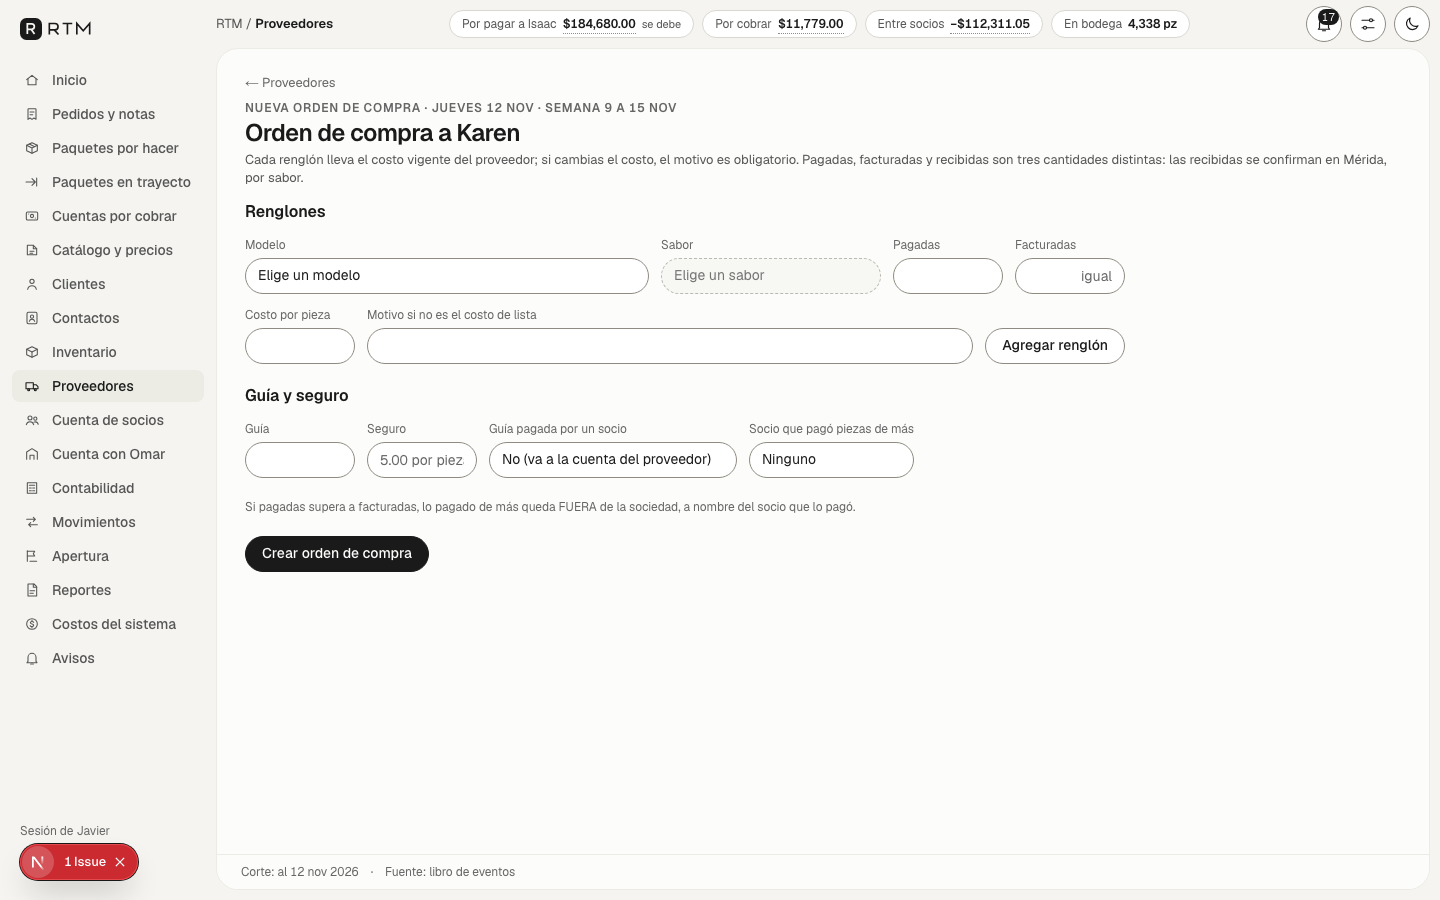 R RTM
RTM / Proveedores
Por pagar a Isaac $184,680.00 se debe
Por cobrar $11,779.00
Entre socios −$112,311.05
En bodega 4,338 pz
17
Inicio
Pedidos y notas
Paquetes por hacer
Paquetes en trayecto
Cuentas por cobrar
Catálogo y precios
Clientes
Contactos
Inventario
Proveedores
Cuenta de socios
Cuenta con Omar
Contabilidad
Movimientos
Apertura
Reportes
Costos del sistema
Avisos
Sesión de Javier
N 1 Issue
← Proveedores
NUEVA ORDEN DE COMPRA · JUEVES 12 NOV · SEMANA 9 A 15 NOV
Orden de compra a Karen
Cada renglón lleva el costo vigente del proveedor; si cambias el costo, el motivo es obligatorio. Pagadas, facturadas y recibidas son tres cantidades distintas: las recibidas se confirman en Mérida,
por sabor.
Renglones
Modelo Sabor Pagadas Facturadas
Elige un modelo Elige un sabor igual
Costo por pieza Motivo si no es el costo de lista
Agregar renglón
Guía y seguro
Guía Seguro Guía pagada por un socio Socio que pagó piezas de más
5.00 por piez No (va a la cuenta del proveedor) Ninguno
Si pagadas supera a facturadas, lo pagado de más queda FUERA de la sociedad, a nombre del socio que lo pagó.
Crear orden de compra
Corte: al 12 nov 2026 · Fuente: libro de eventos